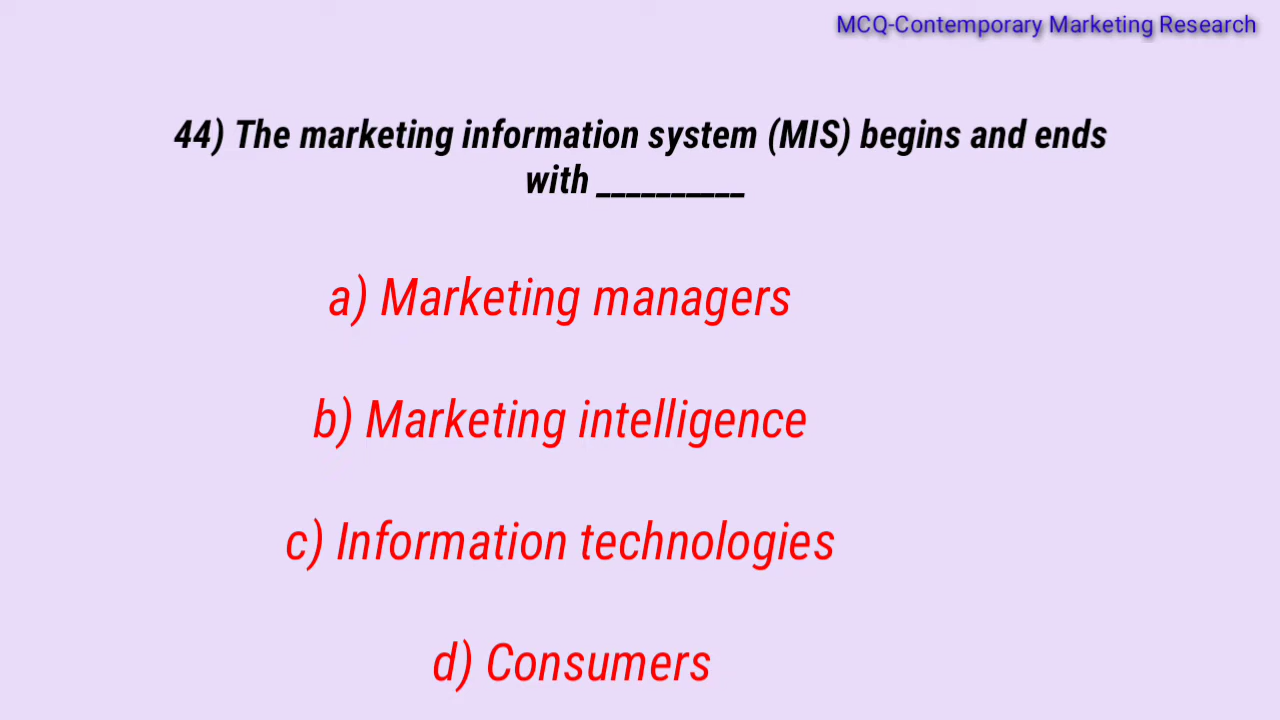 MCQ-Contemporary Marketing Research
44) The marketing information system (MIS) begins and ends
with __________
a) Marketing managers
b) Marketing intelligence
c) Information technologies
d) Consumers